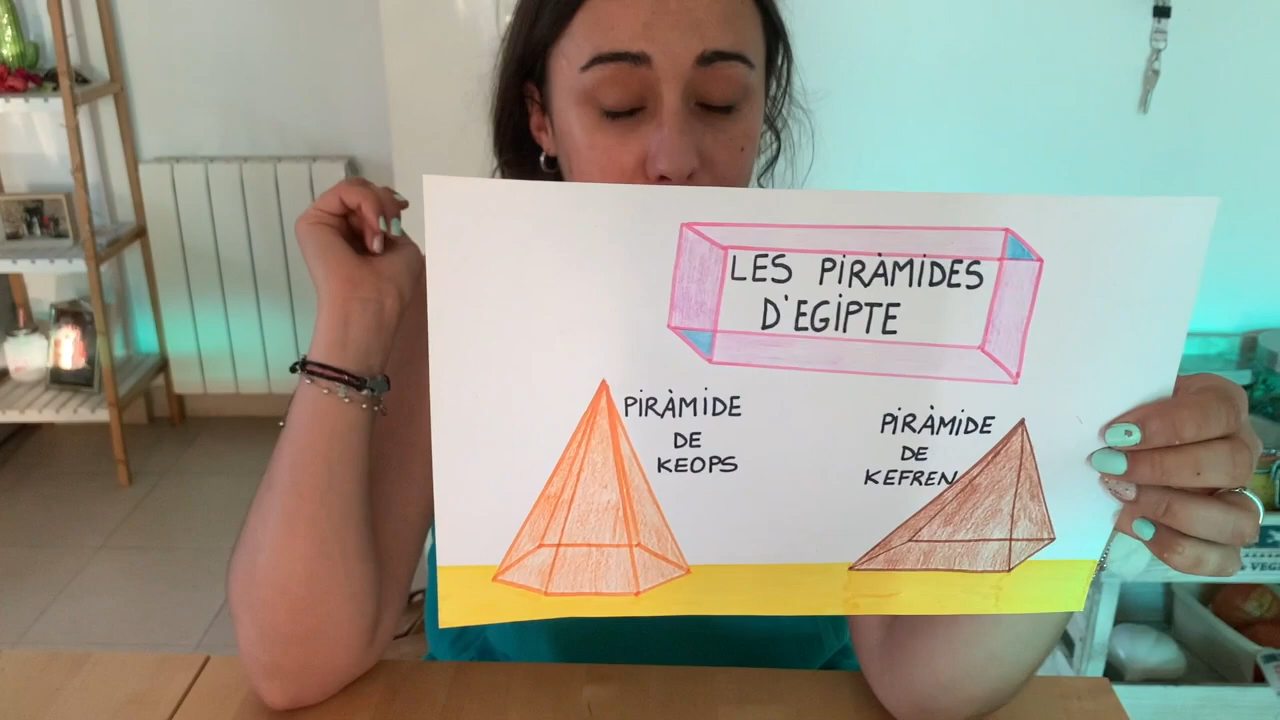 LES PIRÀMIDES
D'EGIPTE
PIRÀMIDE
DE
KEOPS
PIRÀMIDE
DE
KEFREN